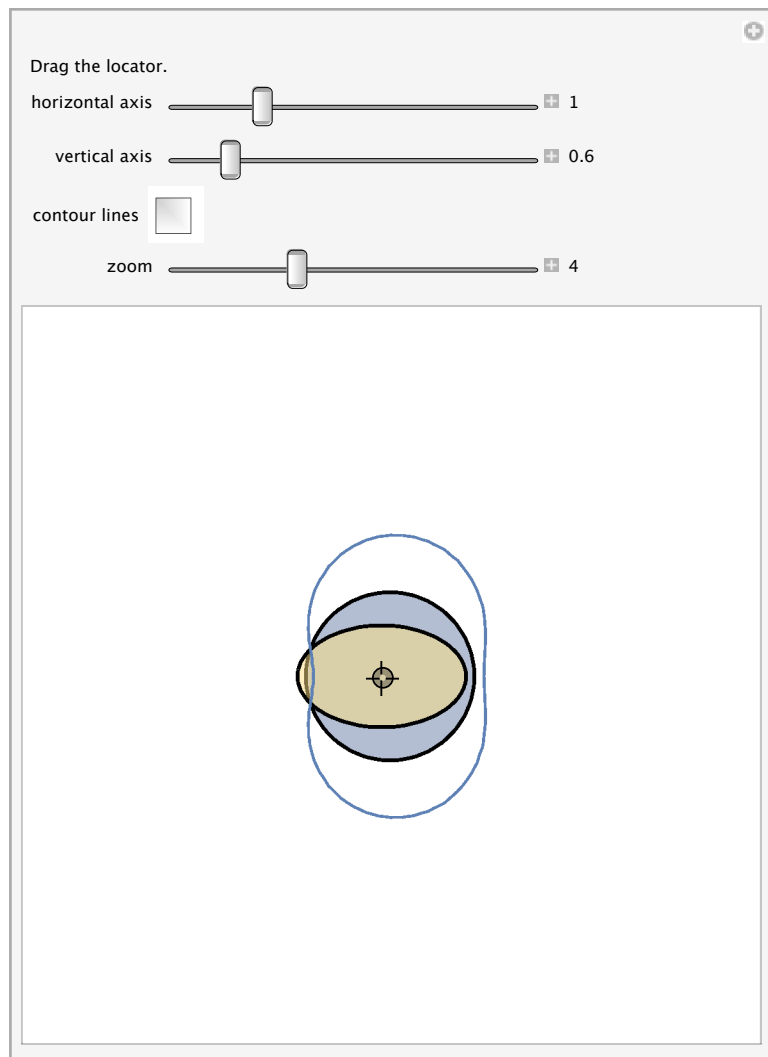 Drag the locator.
horizontal axis 1
vertical axis 0.6
contour lines
zoom 4